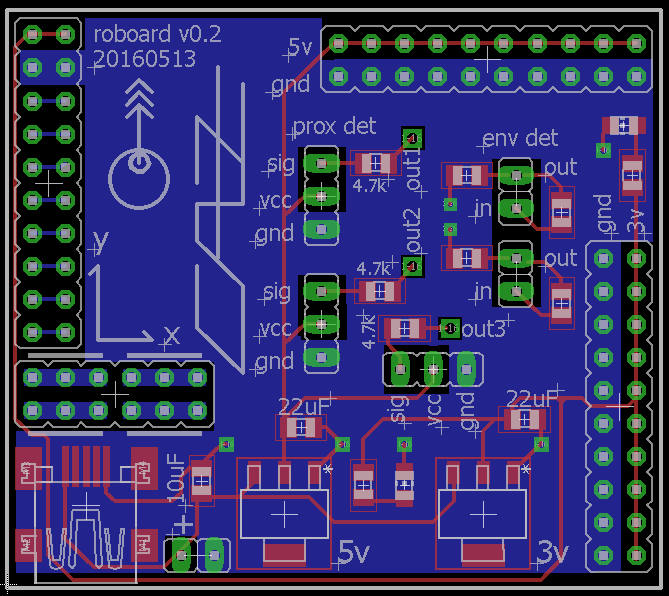 roboard v0.2
20160513
5v
gnd
prox det
sig
vcc
gnd
4.7k
out1
out2
env det
out
in
out
in
gnd
3v
y
x
sig
vcc
gnd
4.7k
4.7k
out3
sig
vcc
gnd
22uF
22uF
10uF
+
5v
3v